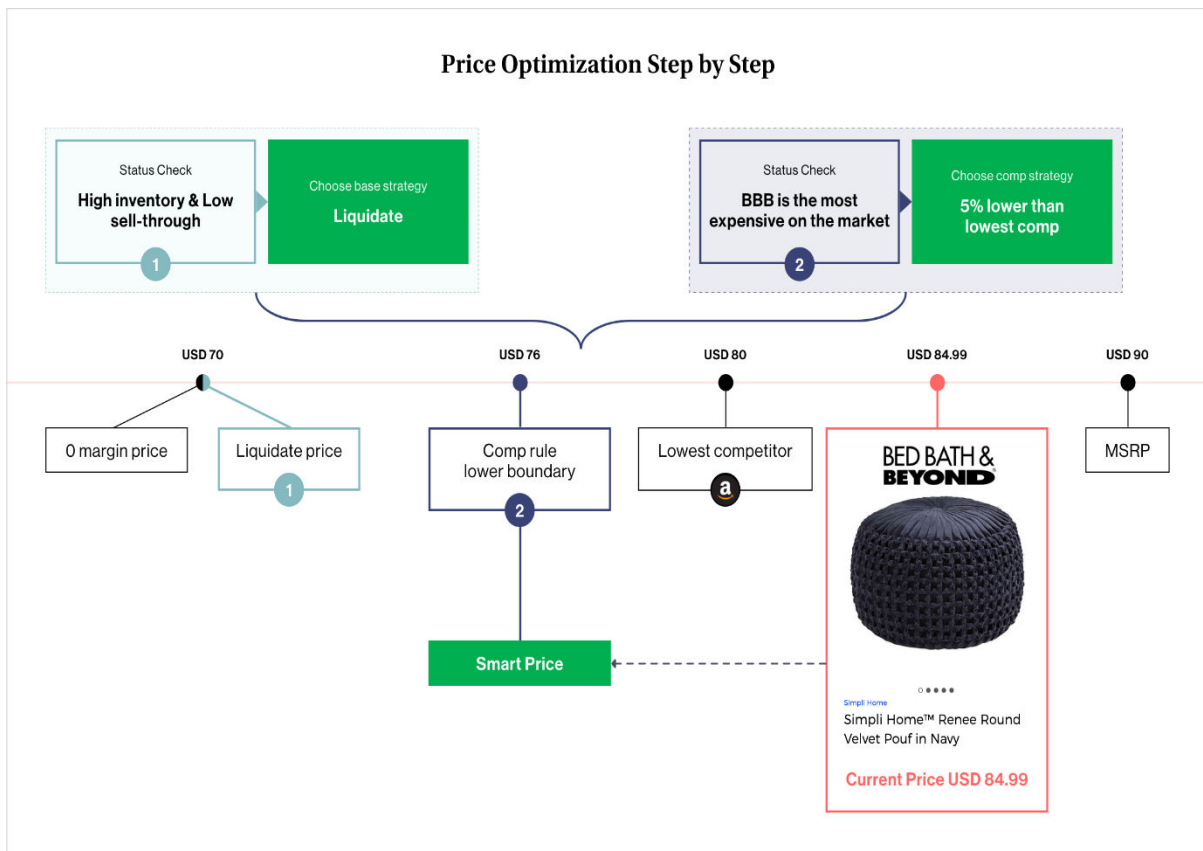 Price Optimization Step by Step
Status Check
High inventory & Low
sell-through
1
Choose base strategy
Liquidate
Status Check
BBB is the most
expensive on the market
2
Choose comp strategy
5% lower than
lowest comp
USD 70
USD 76
USD 80
USD 84.99
USD 90
0 margin price
Liquidate price
1
Comp rule
lower boundary
2
Lowest competitor
a
BED BATH &
BEYOND
MSRP
Smart Price
Simpli Home
Simpli Home™ Renee Round
Velvet Pouf in Navy
Current Price USD 84.99